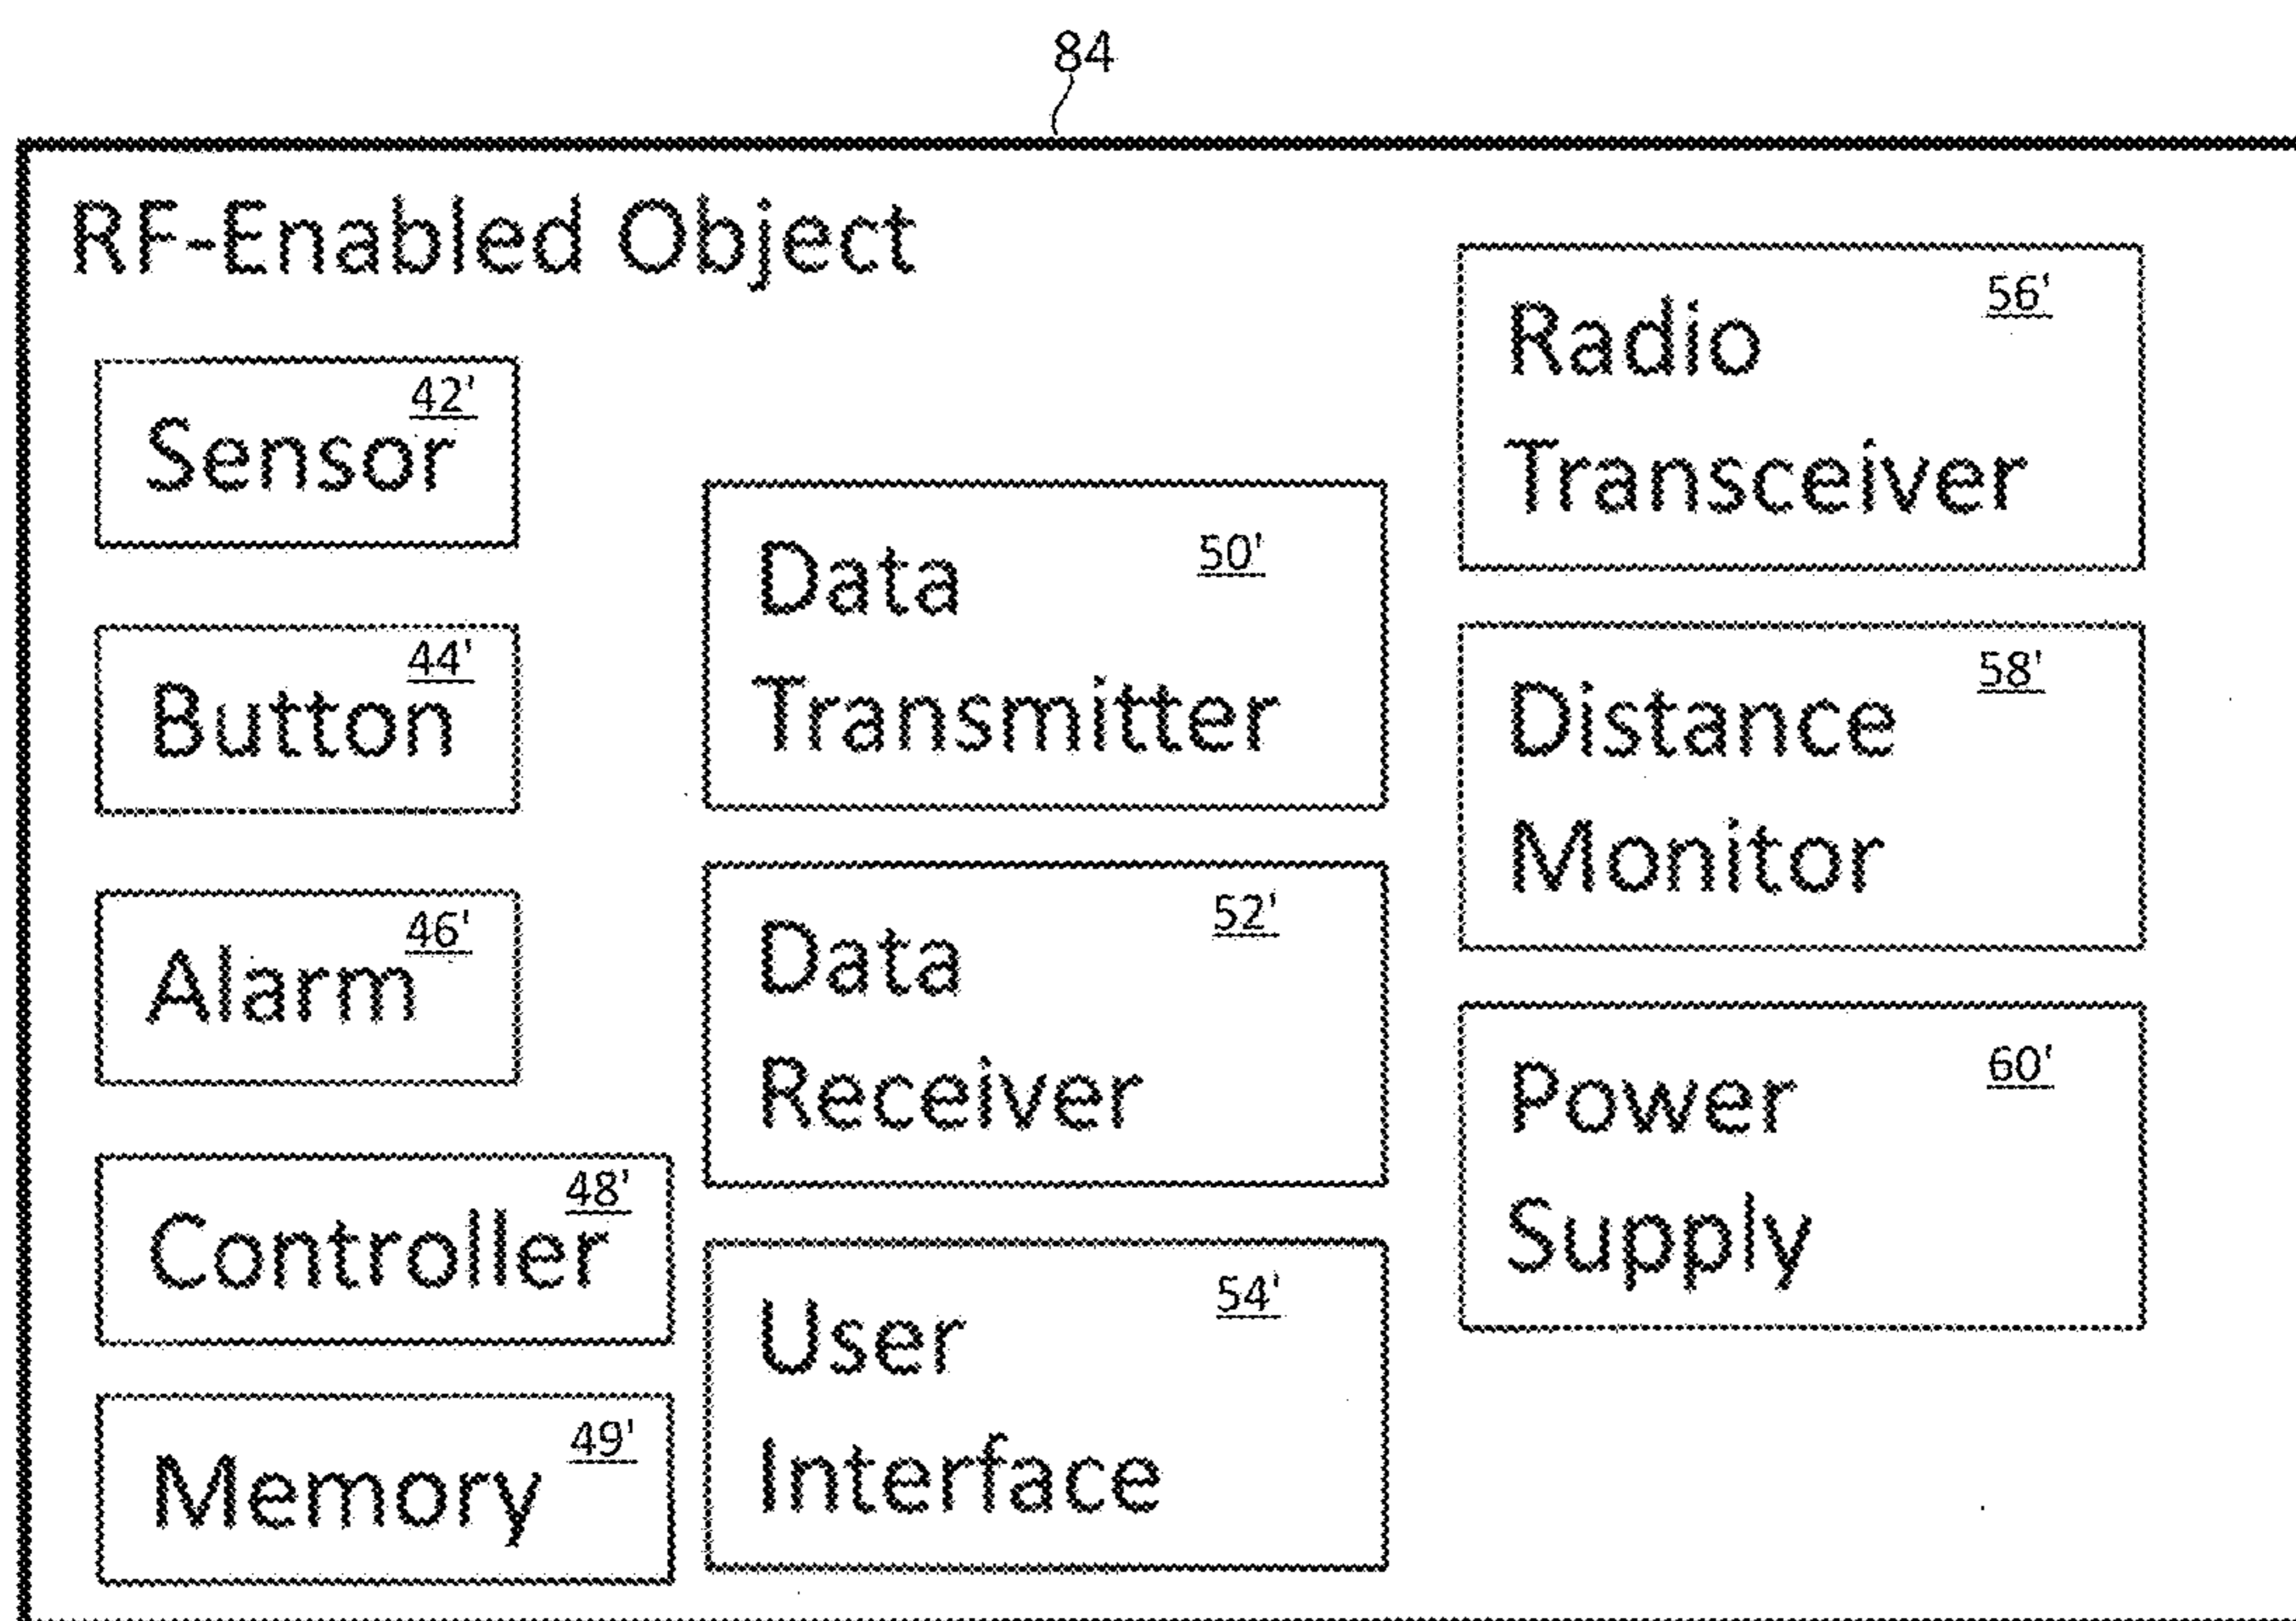 84
RF-Enabled Object
42'
Sensor
44'
Button
46'
Alarm
48'
Controller
49'
Memory
50'
Data
Transmitter
52'
Data
Receiver
54'
User
Interface
56'
Radio
Transceiver
58'
Distance
Monitor
60'
Power
Supply